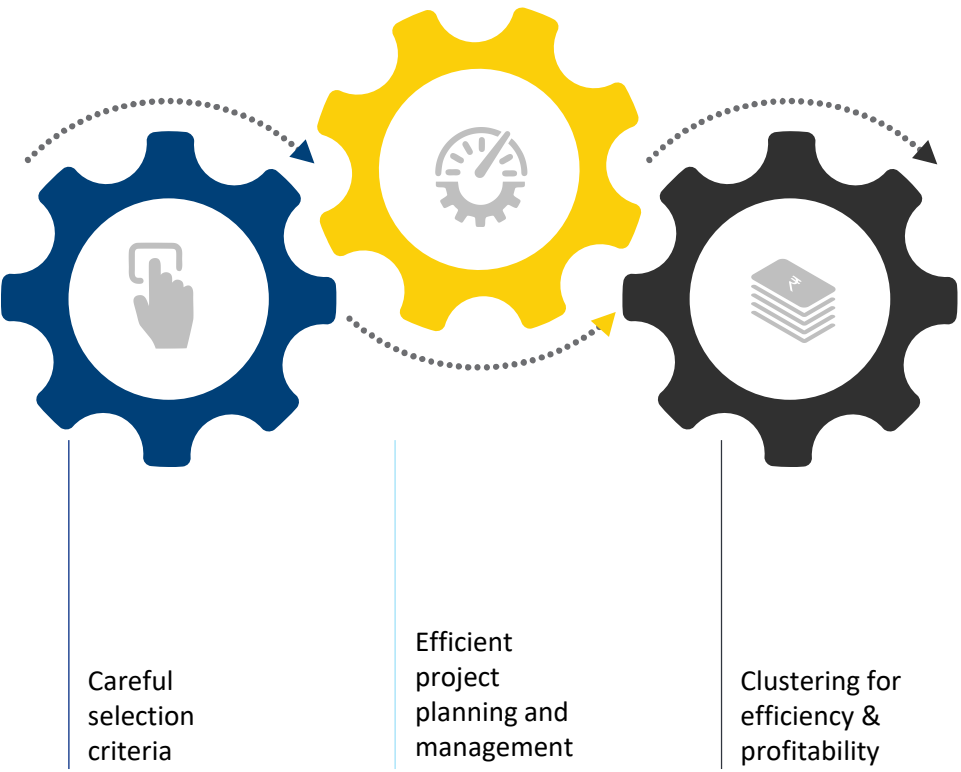 ₹
Careful
selection
criteria
Efficient
project
planning and
management
Clustering for
efficiency &
profitability